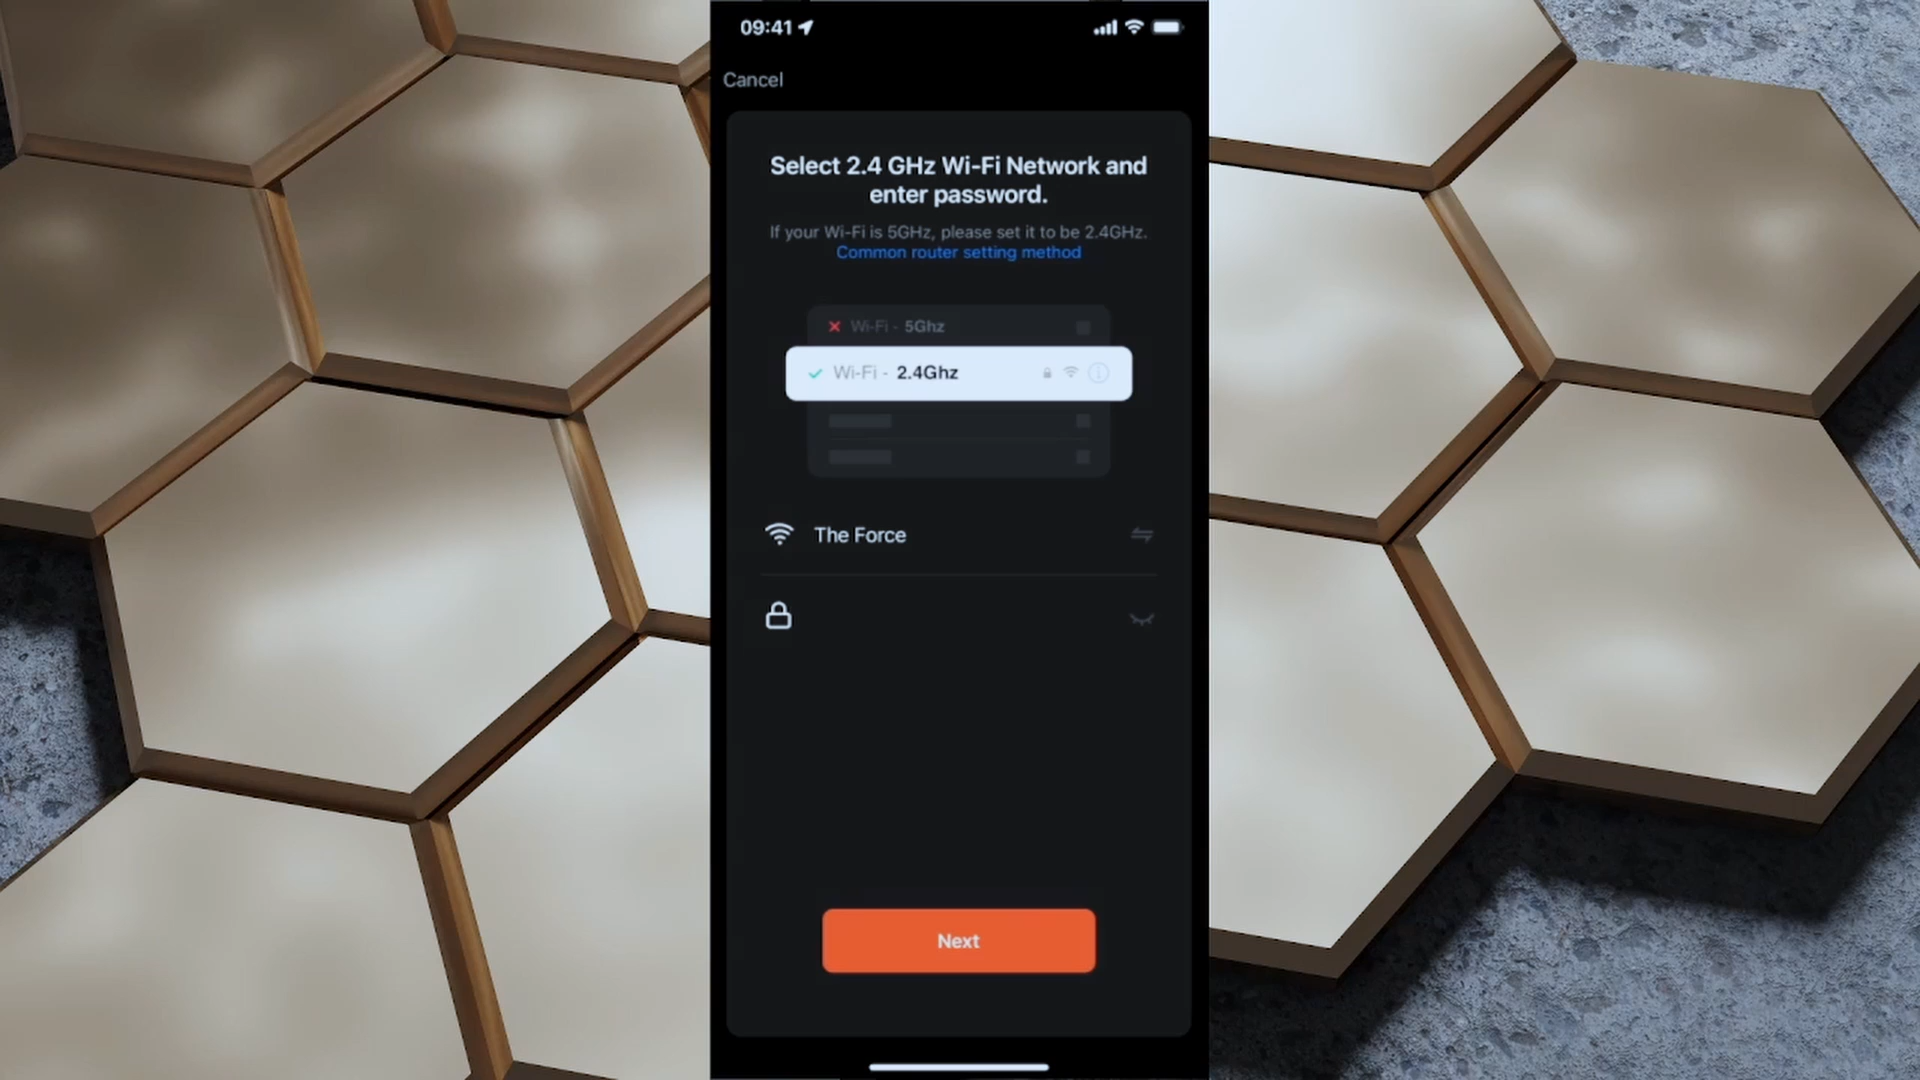 09:41
Cancel
Select 2.4 GHz Wi-Fi Network and
enter password.
If your Wi-Fi is 5GHz, please set it to be 2.4GHz.
Common router setting method
Wi-Fi - 5Ghz
Wi-Fi - 2.4Ghz
The Force
Next